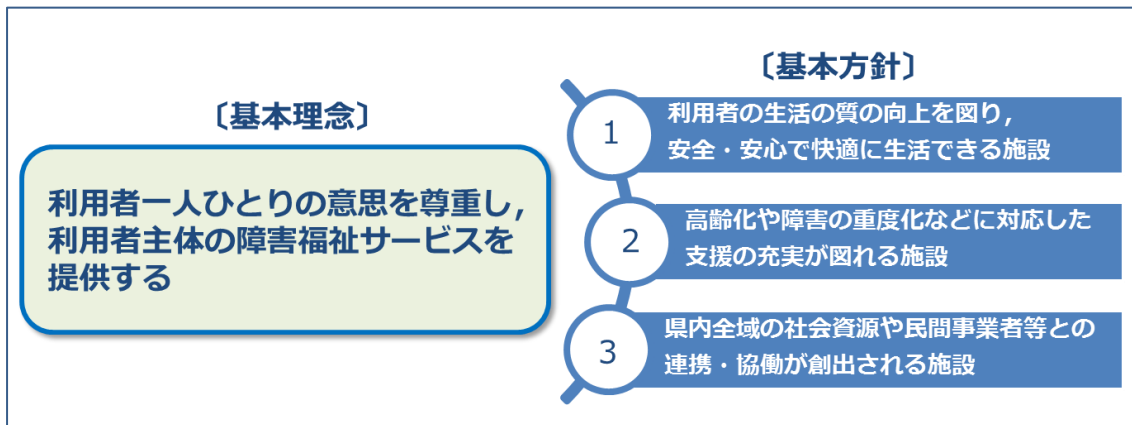 〔基本理念〕
利用者一人ひとりの意思を尊重し，
利用者主体の障害福祉サービスを
提供する
〔基本方針〕
1
利用者の生活の質の向上を図り，
安全・安心で快適に生活できる施設
2
高齢化や障害の重度化などに対応した
支援の充実が図れる施設
3
県内全域の社会資源や民間事業者等との
連携・協働が創出される施設